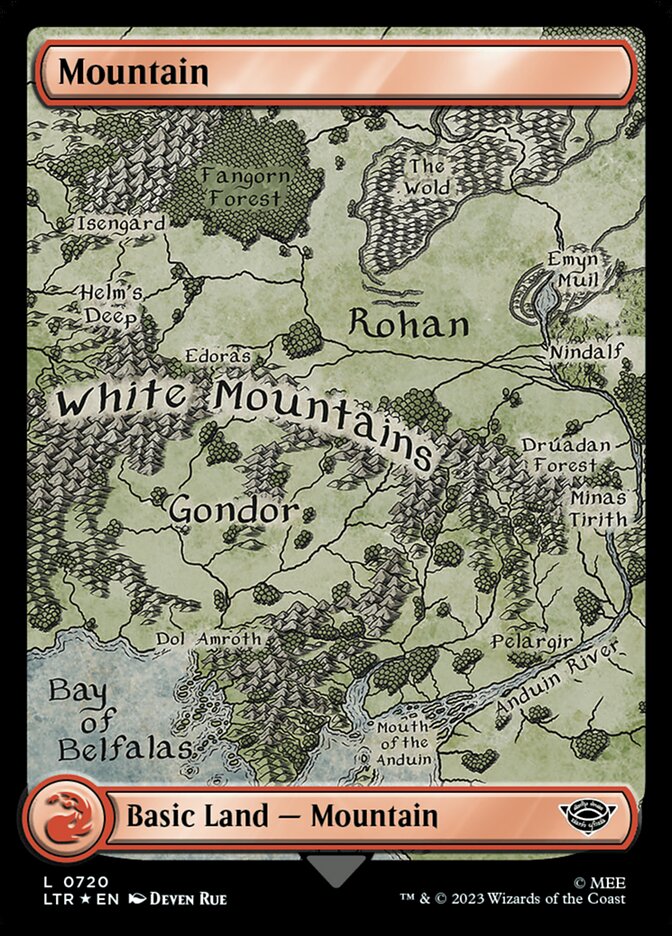 Mountain
Fangorn
Forest
The
Wold
Isengard
Emyn
Muil
Helm's
Deep
Rohan
Edoras
Nindalf
White Mountains
Drúadan
Forest
Minas
Tirith
Gondor
Dol Amroth
Pelargir
Anduin River
Bay
of
Belfalas
Mouth
of the
Anduin
Basic Land — Mountain
L 0720
LTR ★ EN Deven Rue
© MEE
™ & © 2023 Wizards of the Coast